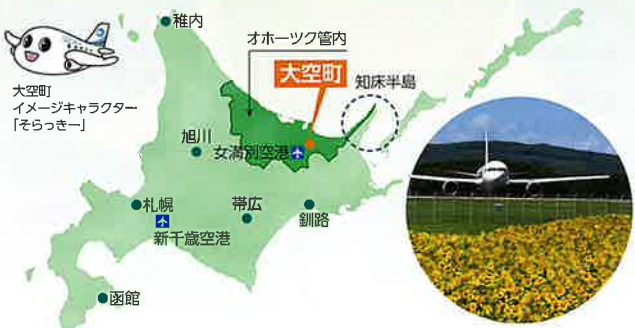 稚内
オホーツク管内
大空町
知床半島
大空町
イメージキャラクター
「そらっきー」
旭川
女満別空港
札幌
帯広
釧路
新千歳空港
函館